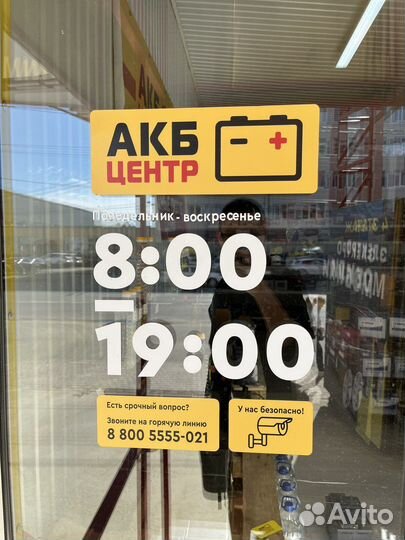 АКБ
ЦЕНТР
Понедельник - воскресенье
8:00
19:00
Есть срочный вопрос?
Звоните на горячую линию
8 800 5555-021
У нас безопасно!
Avito